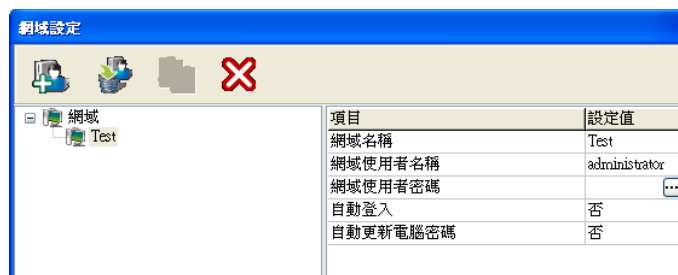 網域設定
網域
Test
項目 設定值
網域名稱 Test
網域使用者名稱 administrator
網域使用者密碼 ...
自動登入 否
自動更新電腦密碼 否